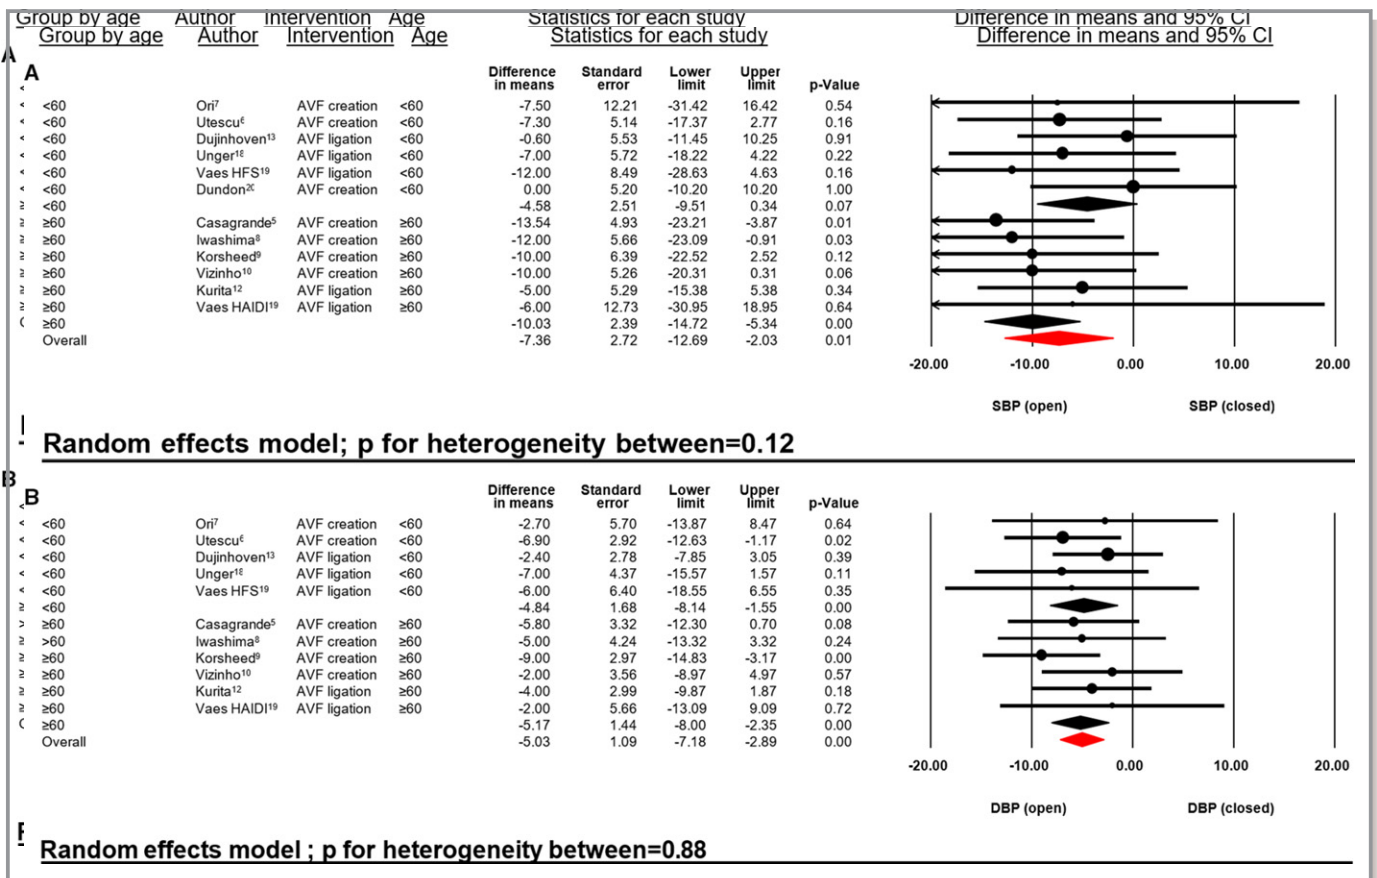 Group by age Author Intervention Age Statistics for each study Difference in means and 95% CI
Group by age Author Intervention Age Statistics for each study Difference in means and 95% CI
A
A
Difference in means Standard error Lower limit Upper limit p-Value
<60 Ori7 AVF creation <60 -7.50 12.21 -31.42 16.42 0.54
<60 Utescu6 AVF creation <60 -7.30 5.14 -17.37 2.77 0.16
<60 Dujinhoven13 AVF ligation <60 -0.60 5.53 -11.45 10.25 0.91
<60 Unger18 AVF ligation <60 -7.00 5.72 -18.22 4.22 0.22
<60 Vaes HFS19 AVF ligation <60 -12.00 8.49 -28.63 4.63 0.16
<60 Dundon20 AVF creation <60 0.00 5.20 -10.20 10.20 1.00
<60 -4.58 2.51 -9.51 0.34 0.07
≥60 Casagrande5 AVF creation ≥60 -13.54 4.93 -23.21 -3.87 0.01
≥60 Iwashima8 AVF creation ≥60 -12.00 5.66 -23.09 -0.91 0.03
≥60 Korsheed9 AVF creation ≥60 -10.00 6.39 -22.52 2.52 0.12
≥60 Vizinho10 AVF creation ≥60 -10.00 5.26 -20.31 0.31 0.06
≥60 Kurita12 AVF ligation ≥60 -5.00 5.29 -15.38 5.38 0.34
≥60 Vaes HAIDI19 AVF ligation ≥60 -6.00 12.73 -30.95 18.95 0.64
≥60 -10.03 2.39 -14.72 -5.34 0.00
Overall -7.36 2.72 -12.69 -2.03 0.01
-20.00 -10.00 0.00 10.00 20.00
SBP (open) SBP (closed)
Random effects model; p for heterogeneity between=0.12
B
B
Difference in means Standard error Lower limit Upper limit p-Value
<60 Ori7 AVF creation <60 -2.70 5.70 -13.87 8.47 0.64
<60 Utescu6 AVF creation <60 -6.90 2.92 -12.63 -1.17 0.02
<60 Dujinhoven13 AVF ligation <60 -2.40 2.78 -7.85 3.05 0.39
<60 Unger18 AVF ligation <60 -7.00 4.37 -15.57 1.57 0.11
<60 Vaes HFS19 AVF ligation <60 -6.00 6.40 -18.55 6.55 0.35
<60 -4.84 1.68 -8.14 -1.55 0.00
≥60 Casagrande5 AVF creation ≥60 -5.80 3.32 -12.30 0.70 0.08
>60 Iwashima8 AVF creation ≥60 -5.00 4.24 -13.32 3.32 0.24
≥60 Korsheed9 AVF creation ≥60 -9.00 2.97 -14.83 -3.17 0.00
≥60 Vizinho10 AVF creation ≥60 -2.00 3.56 -8.97 4.97 0.57
≥60 Kurita12 AVF ligation ≥60 -4.00 2.99 -9.87 1.87 0.18
≥60 Vaes HAIDI19 AVF ligation ≥60 -2.00 5.66 -13.09 9.09 0.72
≥60 -5.17 1.44 -8.00 -2.35 0.00
Overall -5.03 1.09 -7.18 -2.89 0.00
-20.00 -10.00 0.00 10.00 20.00
DBP (open) DBP (closed)
Random effects model ; p for heterogeneity between=0.88